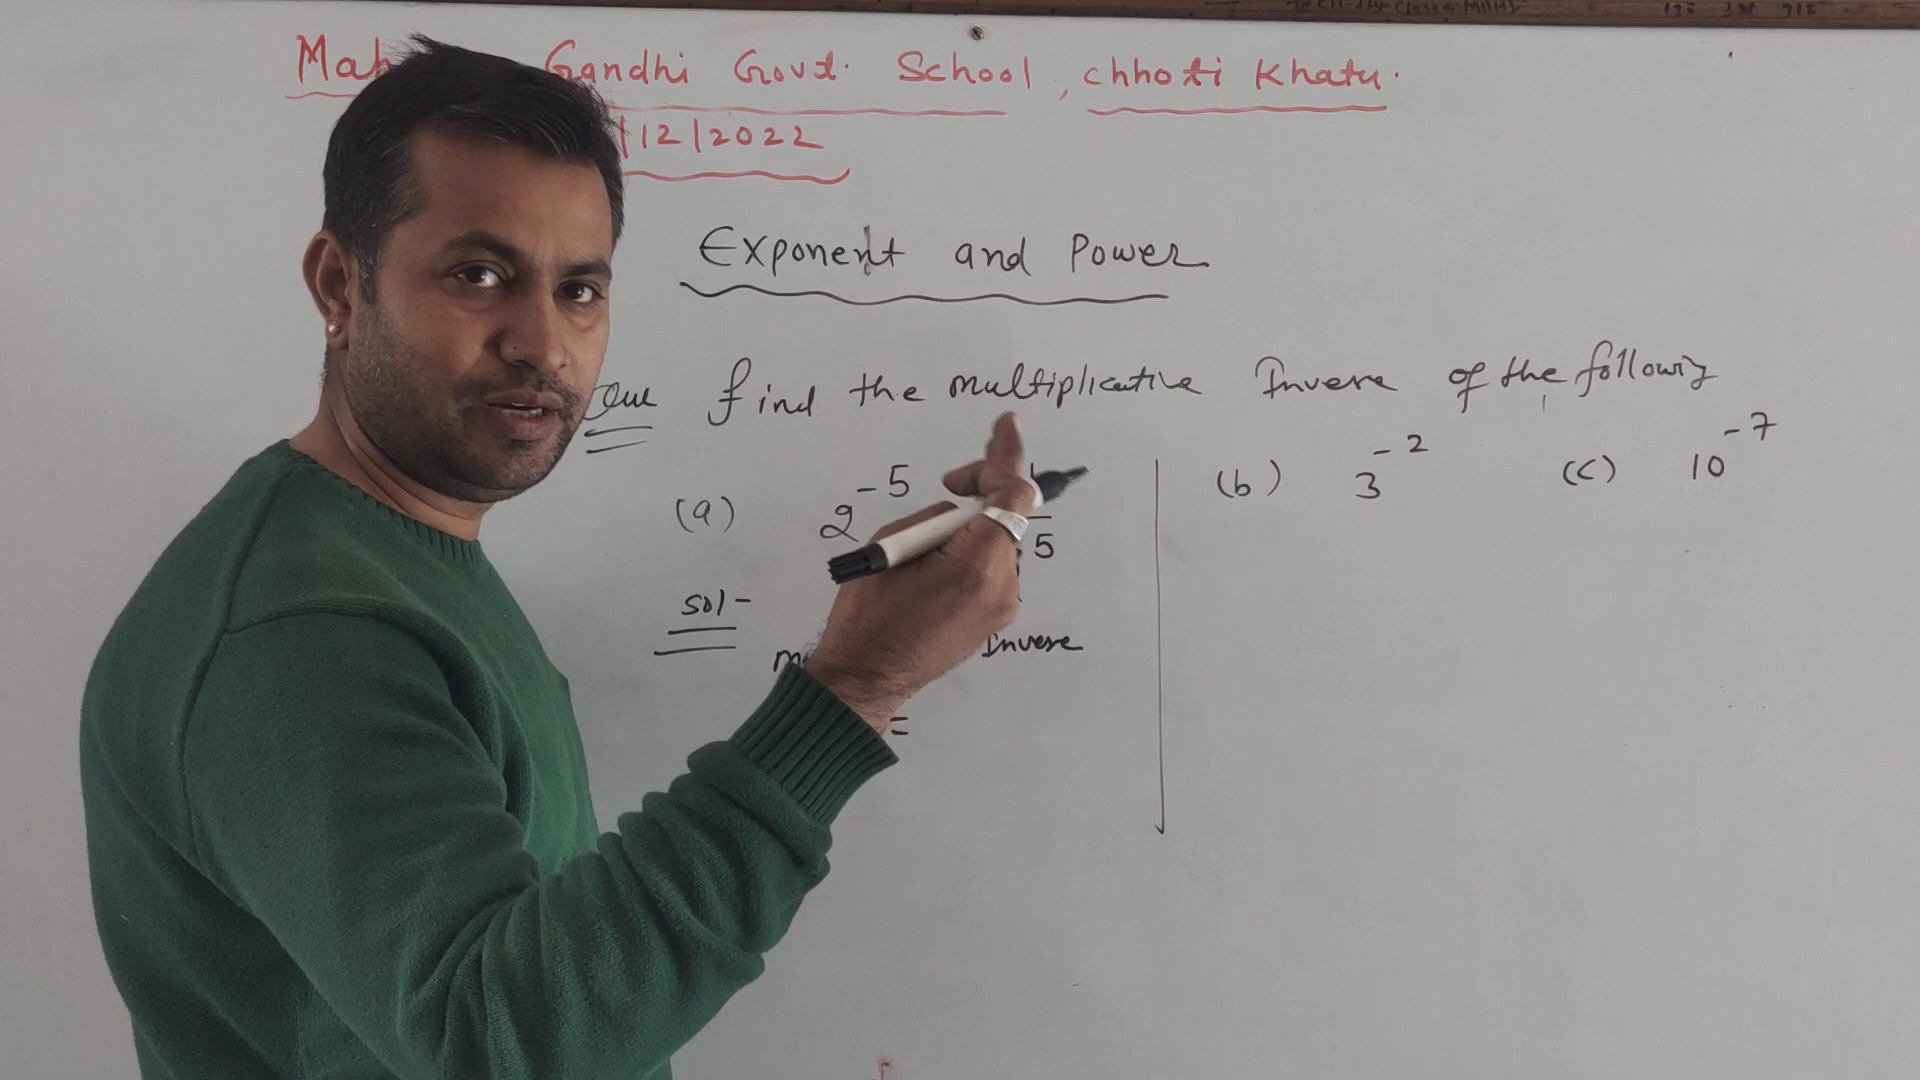 Mah Gandhi Govt. School, chhoti Khatu.
/12/2022
Exponent and Power
Que find the multiplicative Inverse of the following
(a) 2^-5 (b) 3^-2 (c) 10^-7
5
sol-
Inverse
=